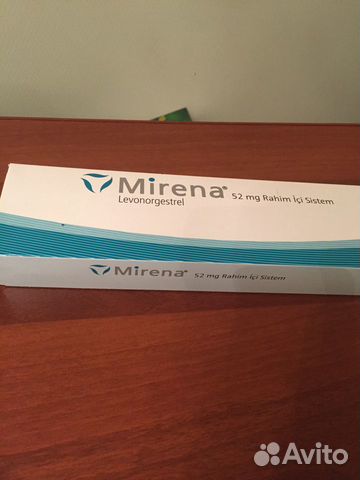 Mirena® 52 mg Rahim İçi Sistem
Levonorgestrel
Mirena® 52 mg Rahim İçi Sistem
Avito